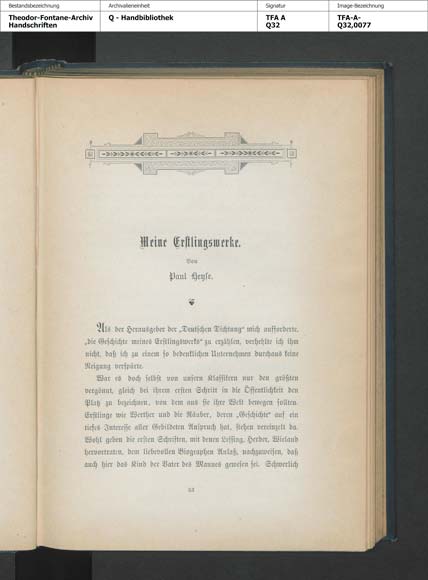 Bestandsbezeichnung
Archivalieneinheit
Signatur
Image-Bezeichnung
Theodor-Fontane-Archiv
Handschriften
Q - Handbibliothek
TFA A
Q32
TFA-A-
Q32,0077
Meine Erstlingswerke.
Von
Paul Heyse.
Als der Herausgeber der „Deutschen Dichtung“ mich aufforderte,
„die Geschichte meines Erstlingswerks“ zu erzählen, verhehlte ich ihm
nicht, daß ich zu einem so bedenklichen Unternehmen durchaus keine
Neigung verspürte.
War es doch selbst von unsern Klassikern nur den größten
vergönnt, gleich bei ihrem ersten Schritt in die Öffentlichkeit den
Platz zu bezeichnen, von dem aus sie ihre Welt bewegen sollten.
Erstlinge wie Werther und die Räuber, deren „Geschichte“ auf ein
tiefes Interesse aller Gebildeten Anspruch hat, stehen vereinzelt da.
Wohl geben die ersten Schriften, mit denen Lessing, Herder, Wieland
hervortraten, dem liebevollen Biographen Anlaß, nachzuweisen, daß
auch hier das Kind der Vater des Mannes gewesen sei. Schwerlich